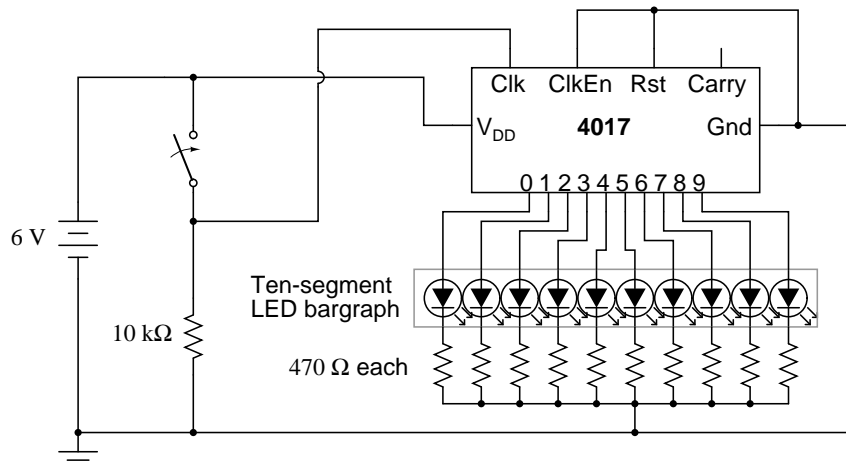 Clk ClkEn Rst Carry
V_DD 4017 Gnd
0 1 2 3 4 5 6 7 8 9
6 V
Ten-segment
LED bargraph
10 kΩ
470 Ω each